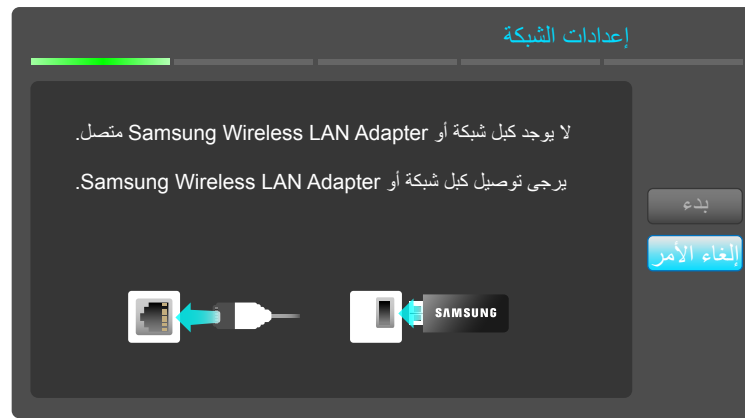 إعدادات الشبكة
لا يوجد كبل شبكة أو Samsung Wireless LAN Adapter متصل.
يرجى توصيل كبل شبكة أو Samsung Wireless LAN Adapter.
بدء
إلغاء الأمر
SAMSUNG